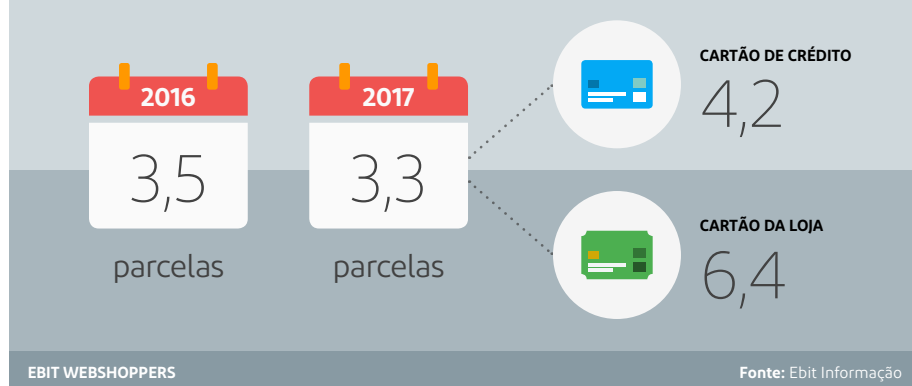 2016
3,5
parcelas
2017
3,3
parcelas
CARTÃO DE CRÉDITO
4,2
CARTÃO DA LOJA
6,4
EBIT WEBSHOPPERS
Fonte: Ebit Informação